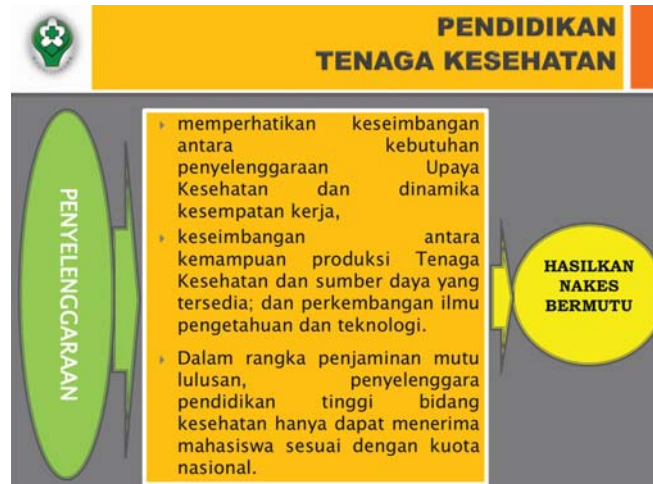 PENDIDIKAN
TENAGA KESEHATAN
PENYELENGGARAAN
memperhatikan keseimbangan
antara kebutuhan
penyelenggaraan Upaya
Kesehatan dan dinamika
kesempatan kerja,
keseimbangan antara
kemampuan produksi Tenaga
Kesehatan dan sumber daya yang
tersedia; dan perkembangan ilmu
pengetahuan dan teknologi.
Dalam rangka penjaminan mutu
lulusan, penyelenggara
pendidikan tinggi bidang
kesehatan hanya dapat menerima
mahasiswa sesuai dengan kuota
nasional.
HASILKAN
NAKES
BERMUTU